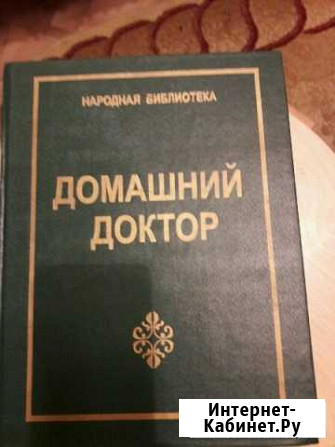 НАРОДНАЯ БИБЛИОТЕКА
ДОМАШНИЙ
ДОКТОР
Интернет-
Кабинет.Ру